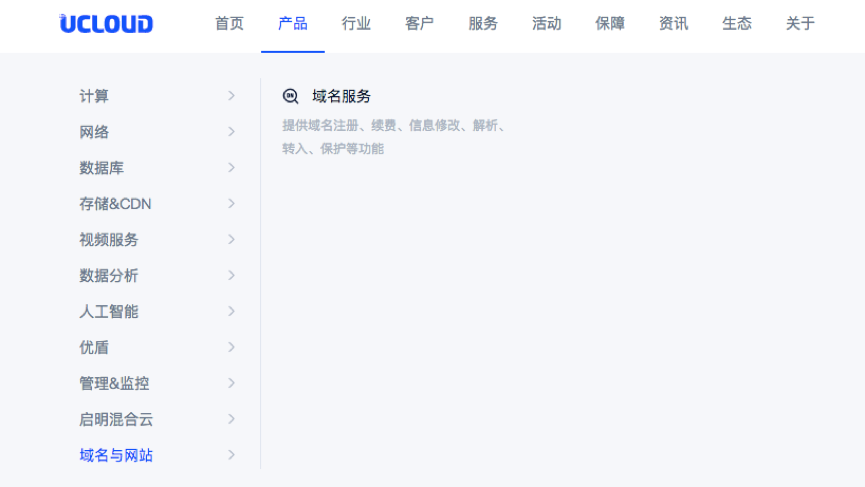 UCLOUD 首页 产品 行业 客户 服务 活动 保障 资讯 生态 关于
计算
网络
数据库
存储&CDN
视频服务
数据分析
人工智能
优盾
管理&监控
启明混合云
域名与网站
域名服务
提供域名注册、续费、信息修改、解析、
转入、保护等功能